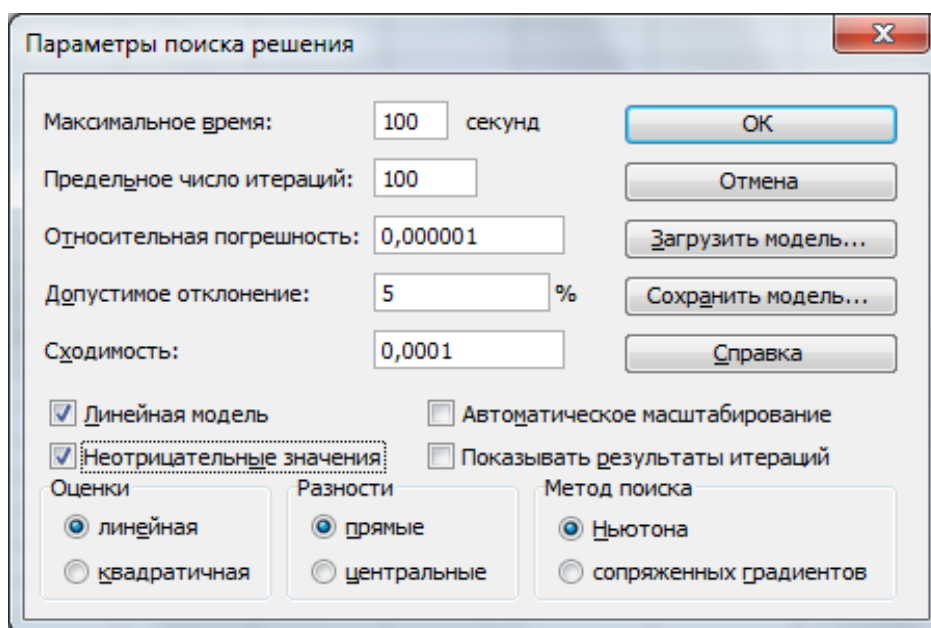 Параметры поиска решения
Максимальное время: 100 секунд OK
Предельное число итераций: 100 Отмена
Относительная погрешность: 0,000001 Загрузить модель...
Допустимое отклонение: 5 % Сохранить модель...
Сходимость: 0,0001 Справка
Линейная модель Автоматическое масштабирование
Неотрицательные значения Показывать результаты итераций
Оценки Разности Метод поиска
линейная прямые Ньютона
квадратичная центральные сопряженных градиентов